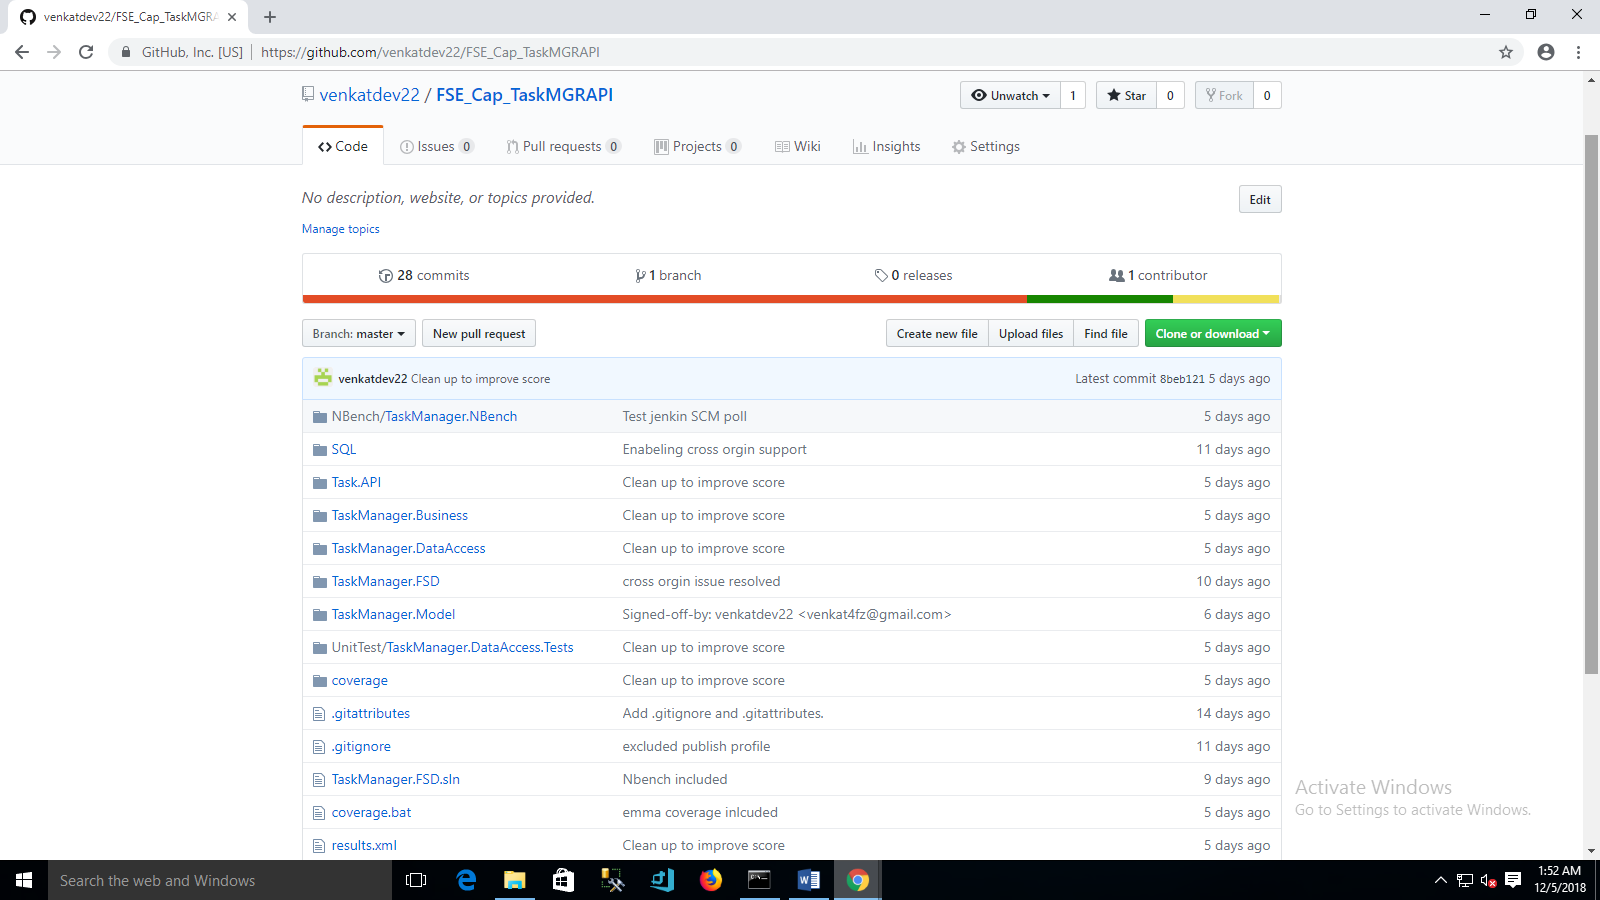 venkatdev22/FSE_Cap_TaskMGRA
GitHub, Inc. [US] https://github.com/venkatdev22/FSE_Cap_TaskMGRAPI
venkatdev22 / FSE_Cap_TaskMGRAPI
Unwatch 1 Star 0 Fork 0
Code Issues 0 Pull requests 0 Projects 0 Wiki Insights Settings
No description, website, or topics provided.
Edit
Manage topics
28 commits 1 branch 0 releases 1 contributor
Branch: master New pull request Create new file Upload files Find file Clone or download
venkatdev22 Clean up to improve score Latest commit 8beb121 5 days ago
NBench/TaskManager.NBench Test jenkin SCM poll 5 days ago
SQL Enabeling cross orgin support 11 days ago
Task.API Clean up to improve score 5 days ago
TaskManager.Business Clean up to improve score 5 days ago
TaskManager.DataAccess Clean up to improve score 5 days ago
TaskManager.FSD cross orgin issue resolved 10 days ago
TaskManager.Model Signed-off-by: venkatdev22 <venkat4fz@gmail.com> 6 days ago
UnitTest/TaskManager.DataAccess.Tests Clean up to improve score 5 days ago
coverage Clean up to improve score 5 days ago
.gitattributes Add .gitignore and .gitattributes. 14 days ago
.gitignore excluded publish profile 11 days ago
TaskManager.FSD.sln Nbench included 9 days ago
coverage.bat emma coverage inlcuded 5 days ago
results.xml Clean up to improve score 5 days ago
Activate Windows
Go to Settings to activate Windows.
Search the web and Windows
1:52 AM
12/5/2018